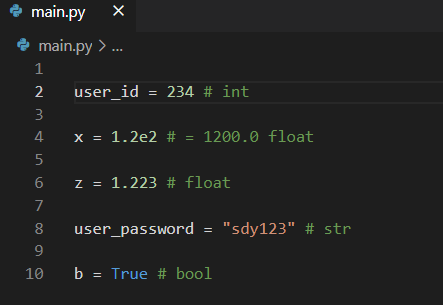 main.py ×
main.py > ...
1
2 user_id = 234 # int
3
4 x = 1.2e2 # = 1200.0 float
5
6 z = 1.223 # float
7
8 user_password = "sdy123" # str
9
10 b = True # bool